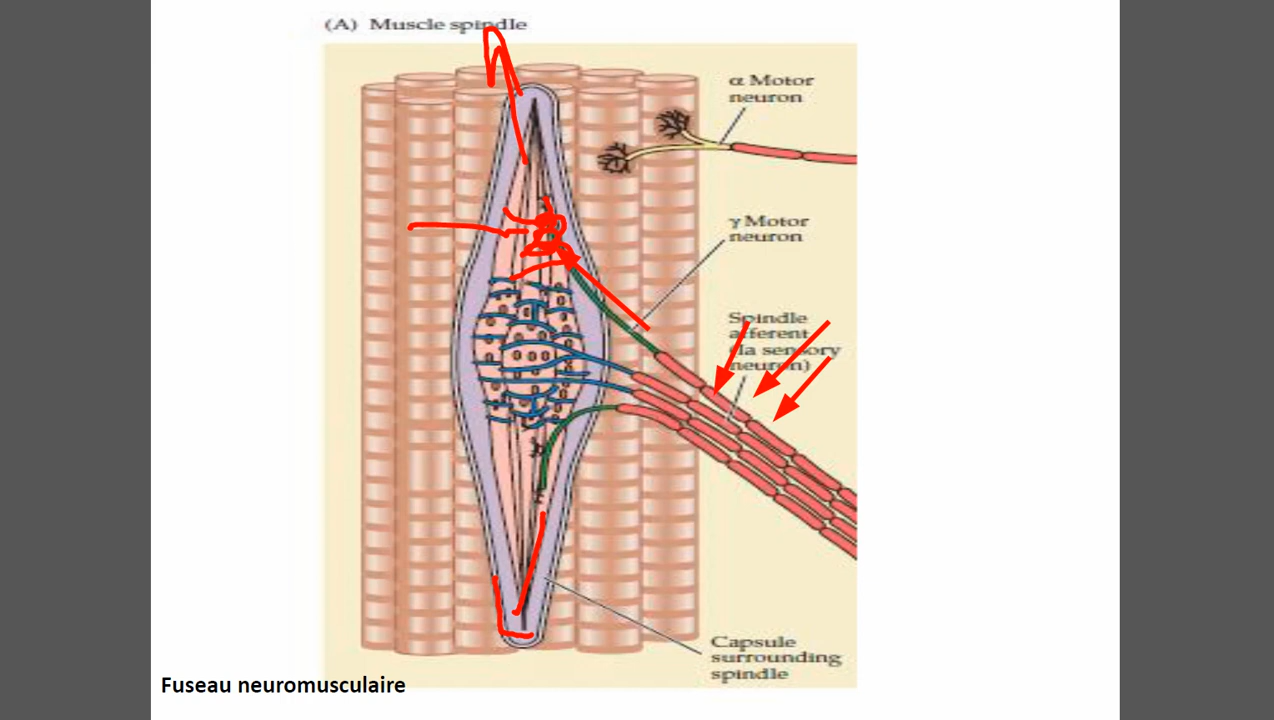 (A) Muscle spindle
α Motor
neuron
γ Motor
neuron
Spindle
afferent
(Ia sensory
neuron)
Capsule
surrounding
spindle
Fuseau neuromusculaire